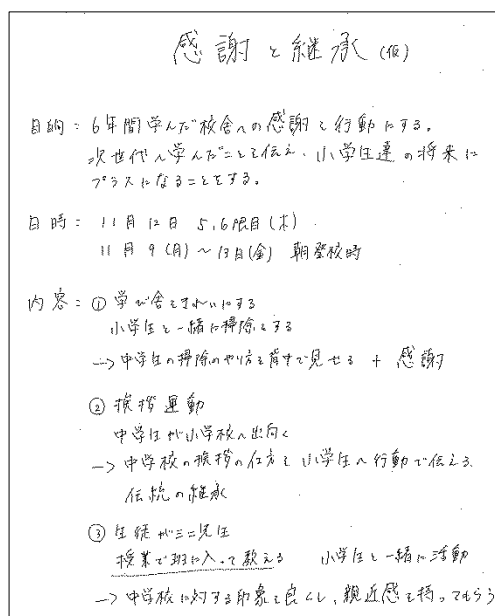 感謝と継承(仮)
目的:6年間学んだ校舎への感謝を行動にする。
次世代へ学んだことを伝え、小学生達の将来に
プラスになることをする。
日時:11月12日 5,6限目(木)
11月9(月)～13日(金) 朝登校時
内容:①学び舎をきれいにする
小学生と一緒に掃除をする
→中学生の掃除のやり方を背中で見せる + 感謝
②挨拶運動
中学生が小学校へ出向く
→中学校の挨拶の仕方を小学生へ行動で伝える
伝統の継承
③生徒がミニ先生
授業で班に入って教える 小学生と一緒に活動
→中学校に対する印象を良くし、親近感を持ってもらう